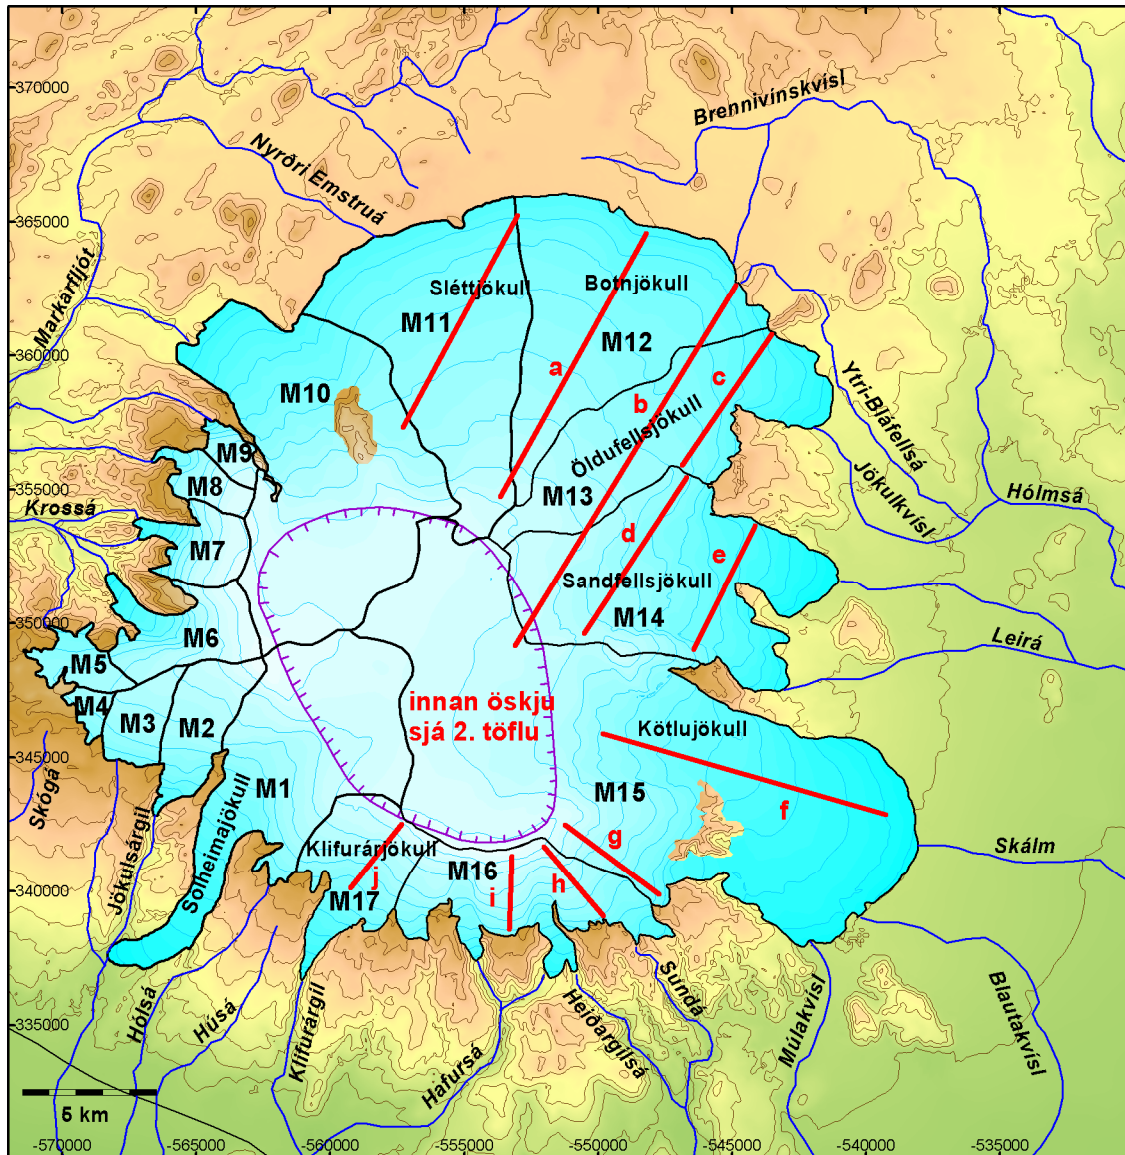 370000
365000
360000
355000
350000
345000
340000
335000
Brennivínskvísl
Nyrðri Emstruá
Markarfljót
Sléttjökull
Botnjökull
M11
M12
M10
a
b
c
Öldufellsjökull
Ytri-Bláfellsá
Jökulkvísl
Hólmsá
M9
M8
M13
Krossá
M7
d
e
Sandfellsjökull
M14
M6
Leirá
M5
M4
M3
M2
innan öskju
sjá 2. töflu
Kötlujökull
M1
M15
f
g
Skógá
Jökulsárgil
Sólheimajökull
Klifurárjökull
j
M17
M16
i
h
Skálm
Hólsá
Húsá
Klifurárgil
Hafursá
Heiðargilsá
Sundá
Múlakvísl
Blautakvísl
5 km
-570000
-565000
-560000
-555000
-550000
-545000
-540000
-535000